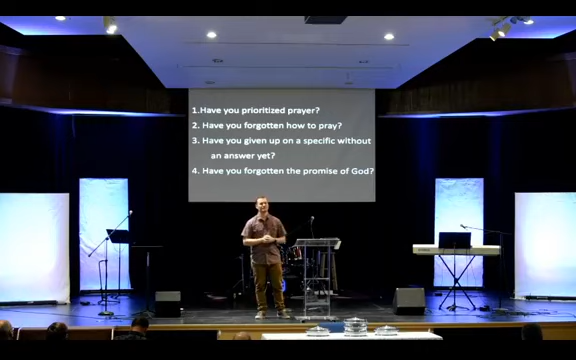 1.Have you prioritized prayer?
2. Have you forgotten how to pray?
3. Have you given up on a specific without
an answer yet?
4. Have you forgotten the promise of God?